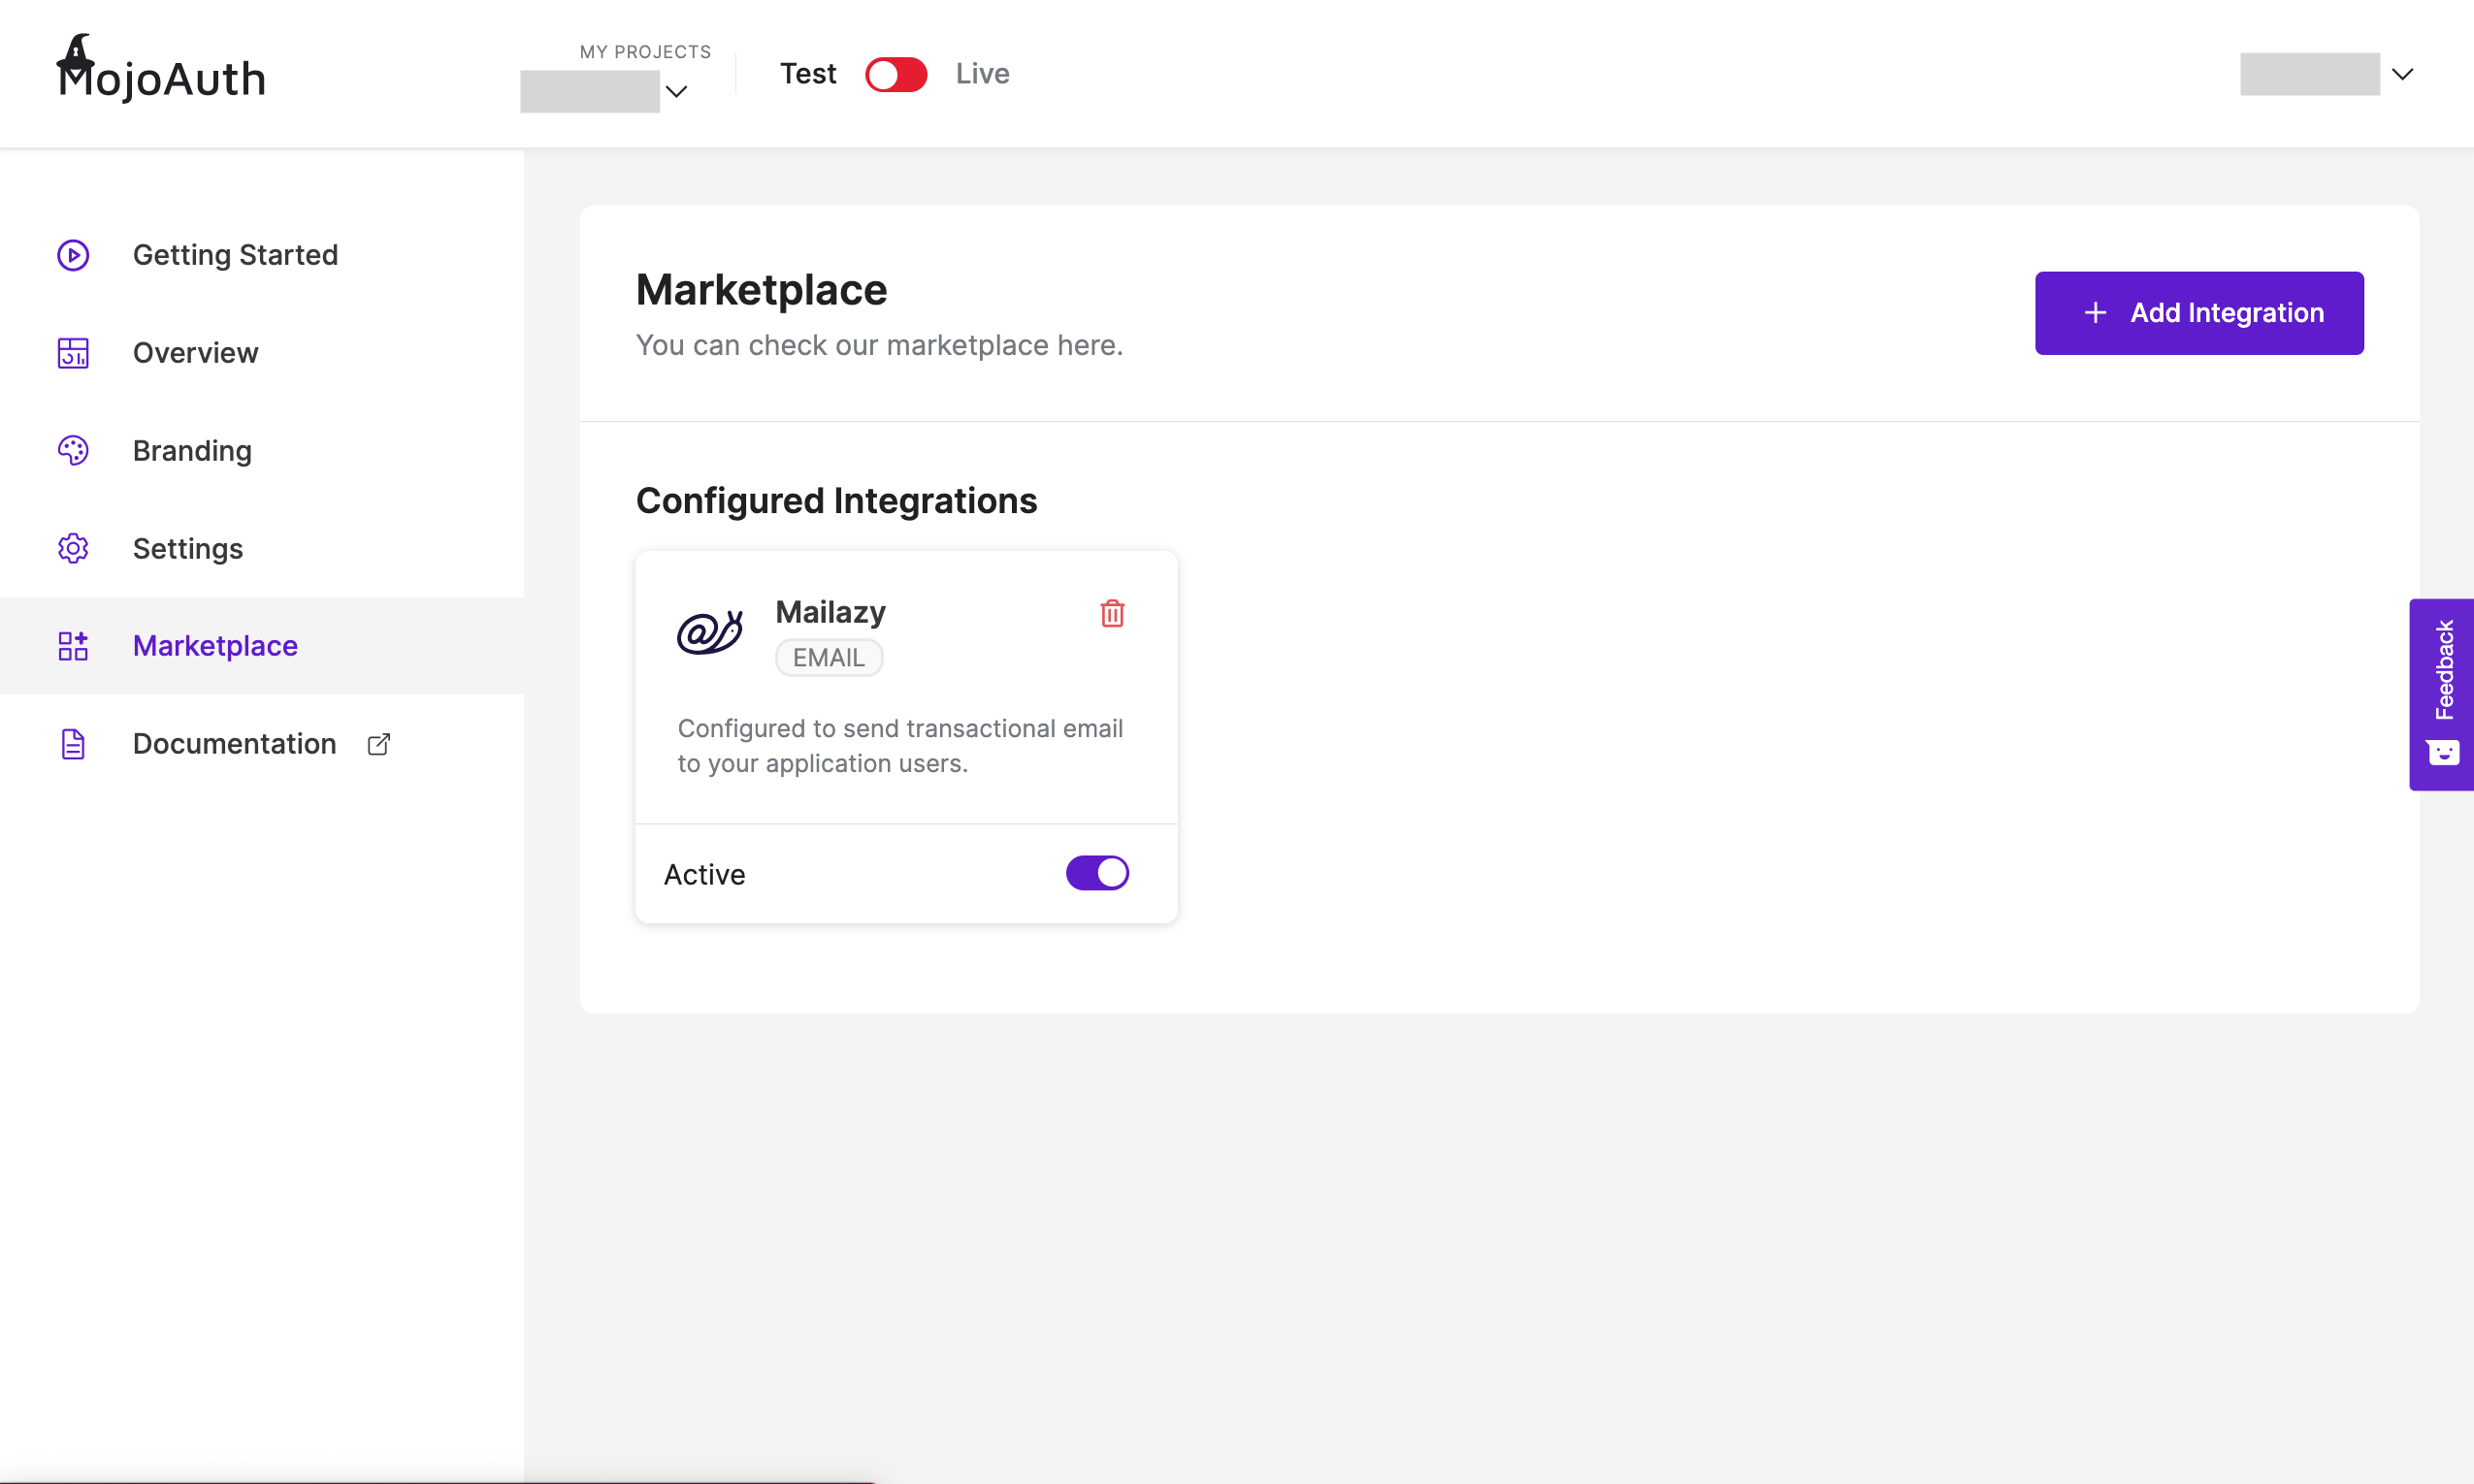 MojoAuth
MY PROJECTS
Test
Live
Getting Started
Overview
Branding
Settings
Marketplace
Documentation
Marketplace
You can check our marketplace here.
Add Integration
Configured Integrations
Mailazy
EMAIL
Configured to send transactional email
to your application users.
Active
Feedback